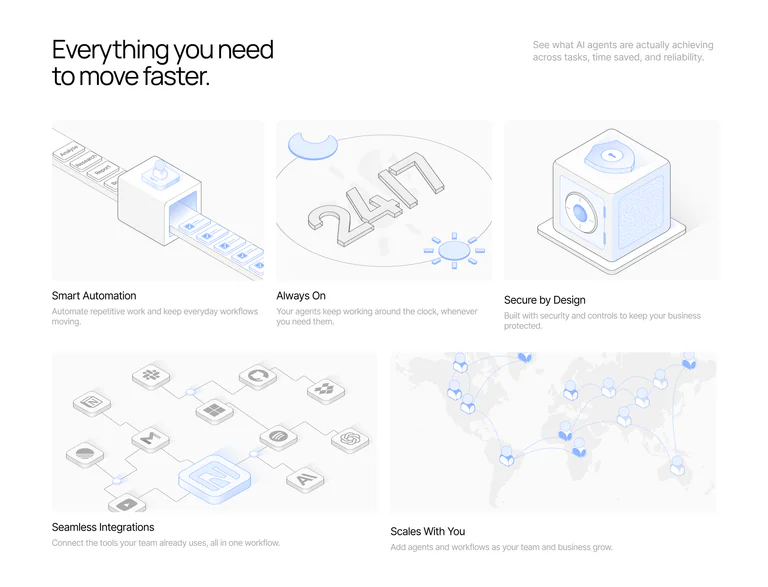 Everything you need
to move faster.
See what AI agents are actually achieving
across tasks, time saved, and reliability.
Analyse
Research
Report
24/7
Smart Automation
Automate repetitive work and keep everyday workflows
moving.
Always On
Your agents keep working around the clock, whenever
you need them.
Secure by Design
Built with security and controls to keep your business
protected.
AI
Seamless Integrations
Connect the tools your team already uses, all in one workflow.
Scales With You
Add agents and workflows as your team and business grow.